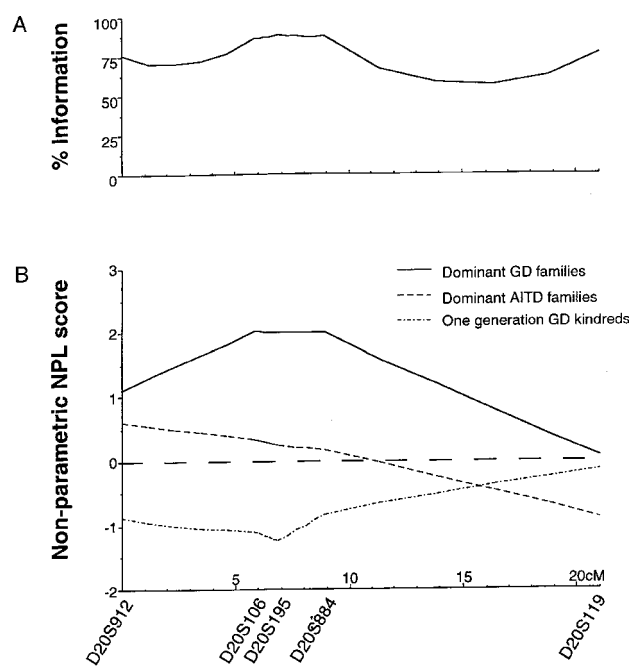 A
% Information
100
75
50
25
0
B
Non-parametric NPL score
3
2
1
0
-1
-2
Dominant GD families
Dominant AITD families
One generation GD kindreds
5
10
15
20cM
D20S912
D20S106
D20S195
D20S884
D20S119